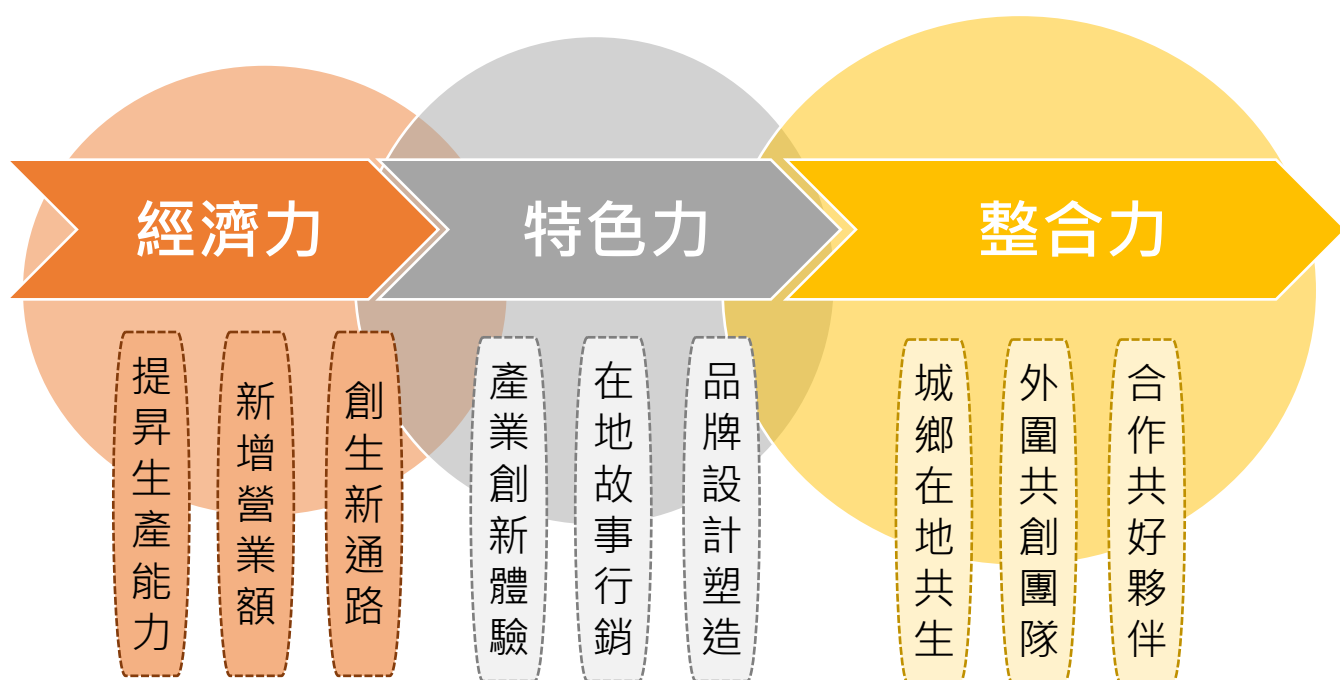 經濟力
特色力
整合力
提昇生產能力
新增營業額
創生新通路
產業創新體驗
在地故事行銷
品牌設計塑造
城鄉在地共生
外圍共創團隊
合作共好夥伴